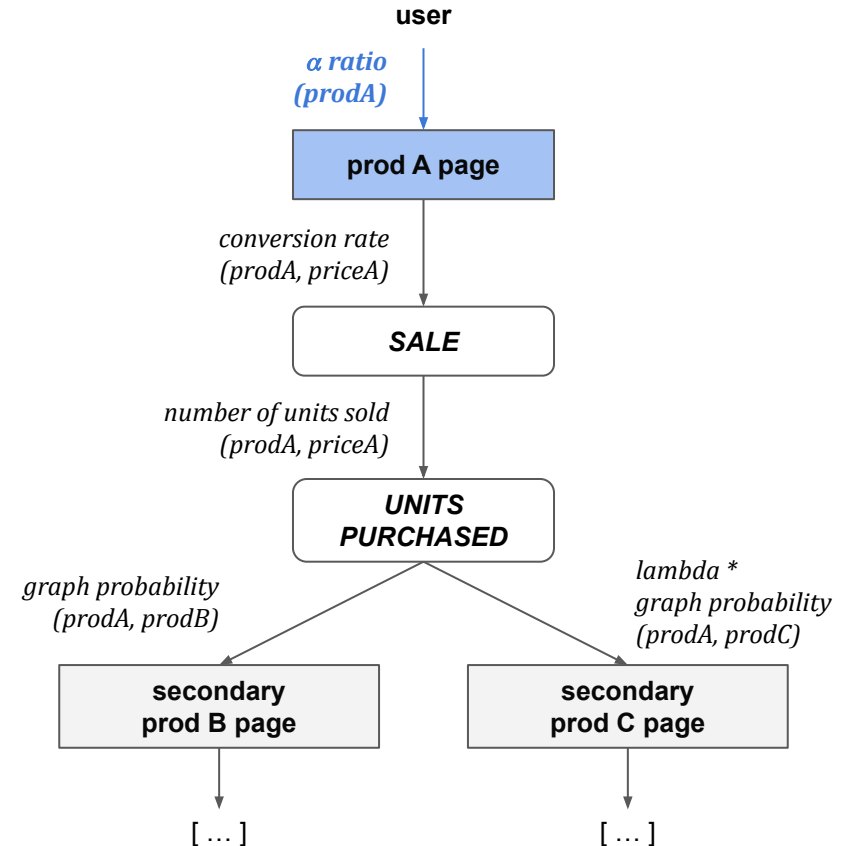 user
α ratio
(prodA)
prod A page
conversion rate
(prodA, priceA)
SALE
number of units sold
(prodA, priceA)
UNITS
PURCHASED
graph probability
(prodA, prodB)
lambda *
graph probability
(prodA, prodC)
secondary
prod B page
secondary
prod C page
[ … ]
[ … ]